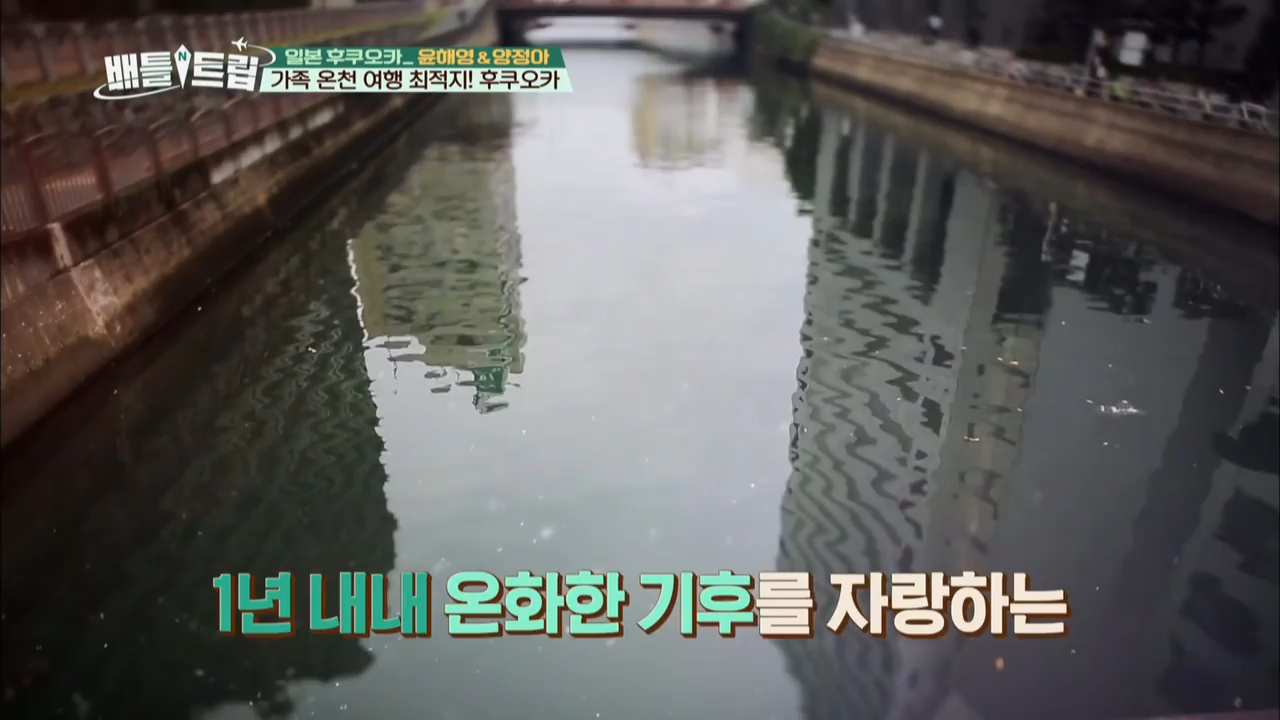 배틀트립
일본 후쿠오카_ 윤해영&양정아
가족 온천 여행 최적지! 후쿠오카
1년 내내 온화한 기후를 자랑하는